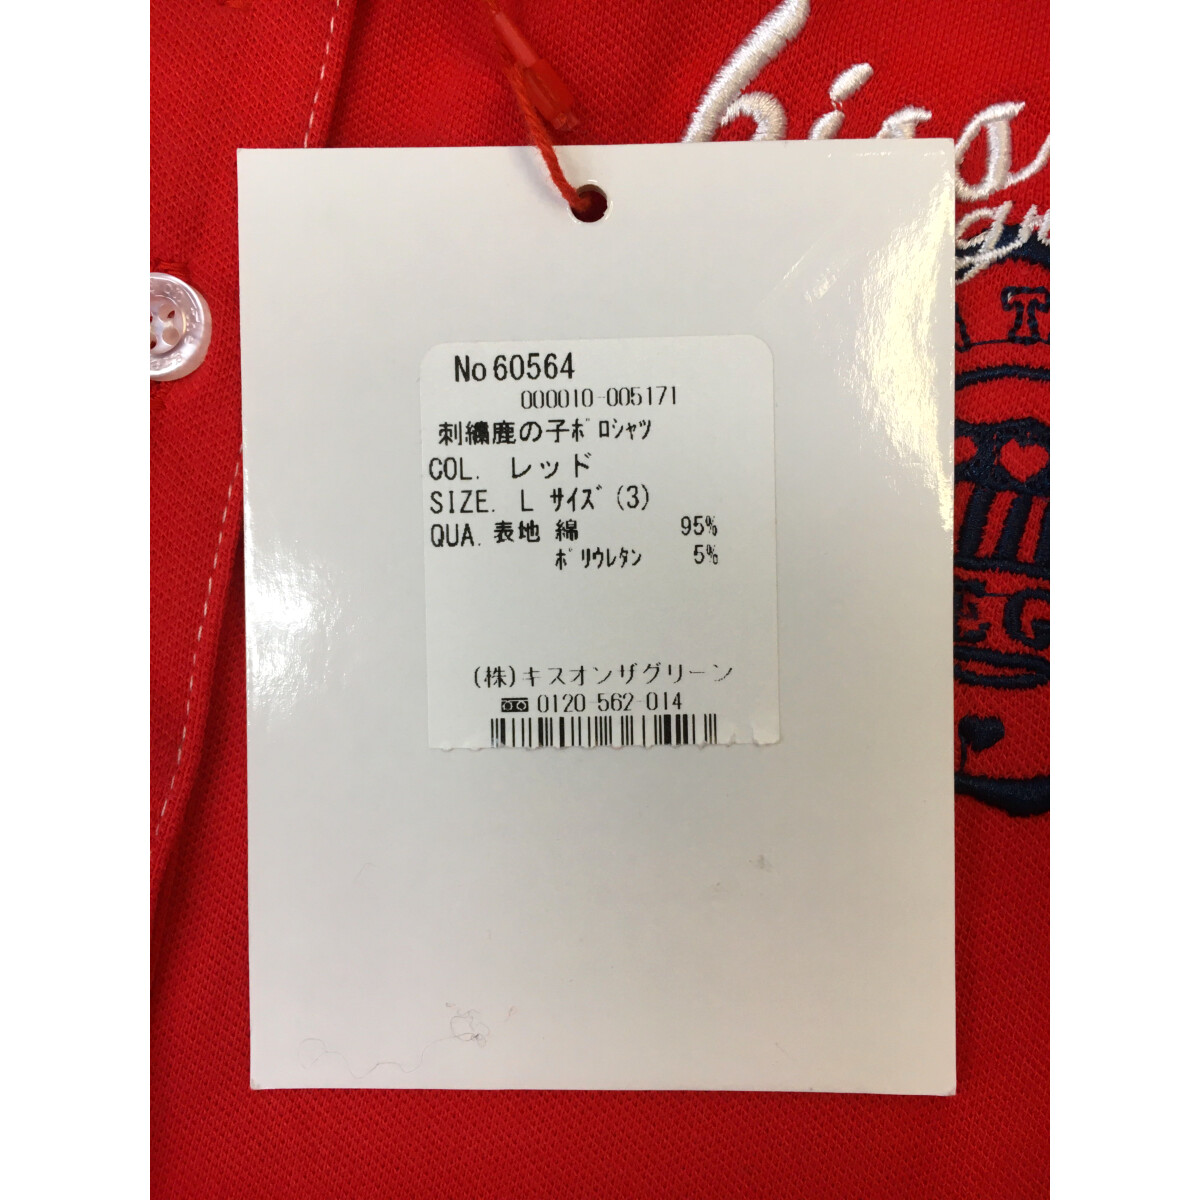 No 60564
000010-005171
刺繍鹿の子ﾎﾟﾛｼｬﾂ
COL. レッド
SIZE. L ｻｲｽﾞ (3)
QUA. 表地 綿 95%
ﾎﾟﾘｳﾚﾀﾝ 5%
(株)キスオンザグリーン
0120-562-014
AT
EG